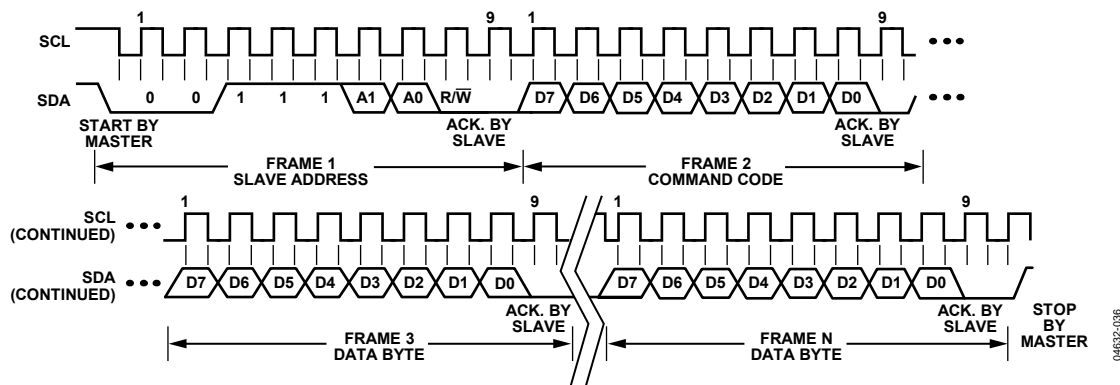 1 9 1 9
SCL
SDA 0 0 1 1 1 A1 A0 R/W̅ D7 D6 D5 D4 D3 D2 D1 D0
START BY MASTER
ACK. BY SLAVE
ACK. BY SLAVE
FRAME 1
SLAVE ADDRESS
FRAME 2
COMMAND CODE
1 9 1 9
SCL
(CONTINUED)
SDA
(CONTINUED)
D7 D6 D5 D4 D3 D2 D1 D0 D7 D6 D5 D4 D3 D2 D1 D0
ACK. BY
SLAVE
ACK. BY
SLAVE
STOP
BY
MASTER
FRAME 3
DATA BYTE
FRAME N
DATA BYTE
04632-036